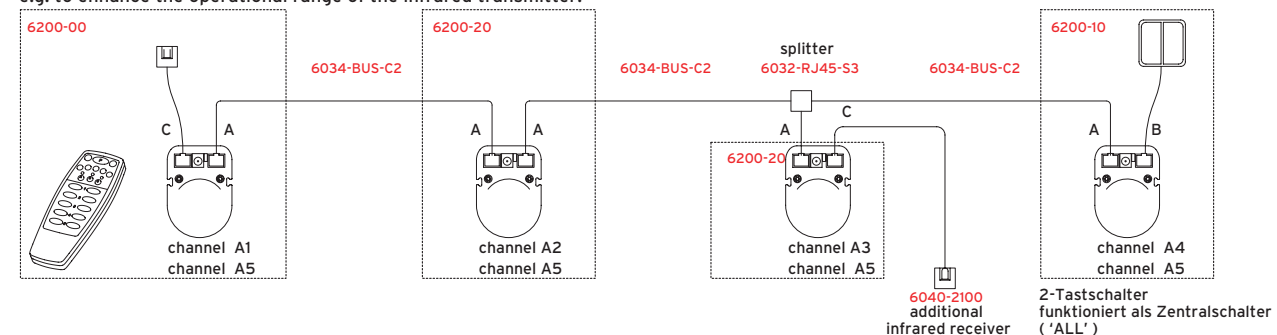 e.g. to enhance the operational range of the infrared transmitter.
6200-00
6200-20
6200-10
splitter
6034-BUS-C2
6034-BUS-C2
6032-RJ45-S3
6034-BUS-C2
C
C A
A A
A
A B
6200-20
channel A1
channel A5
channel A2
channel A5
channel A3
channel A5
channel A4
channel A5
6040-2100
additional
infrared receiver
2-Tastschalter
funktioniert als Zentralschalter
( 'ALL' )